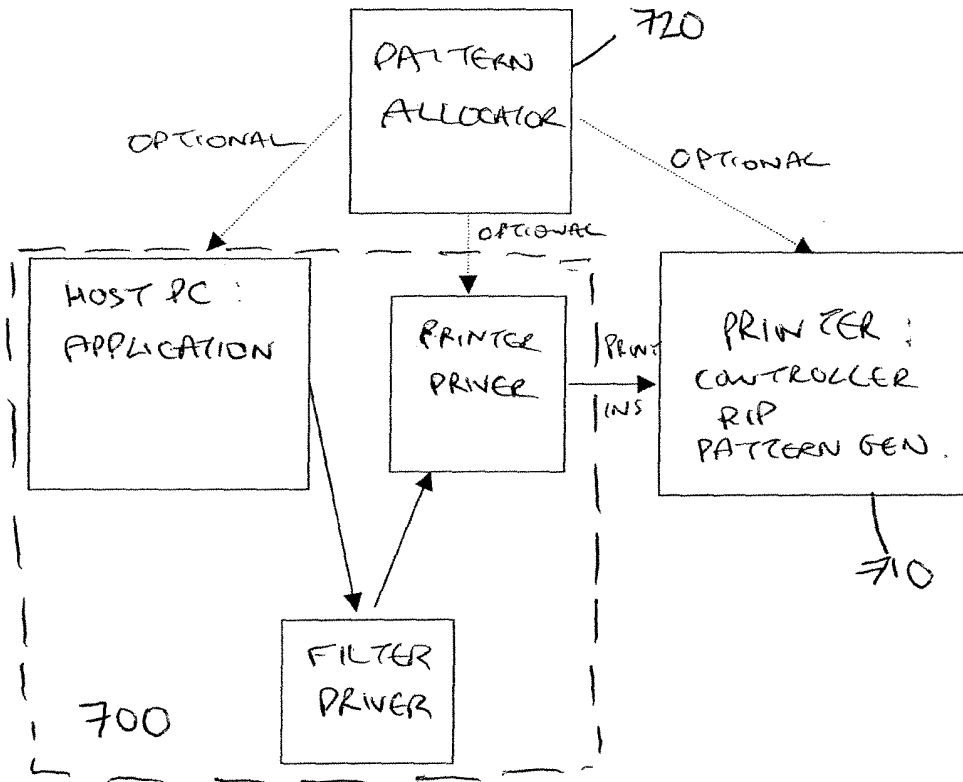 720
PATTERN
ALLOCATOR
OPTIONAL
OPTIONAL
OPTIONAL
HOST PC :
APPLICATION
PRINTER
DRIVER
PRINT
INS
PRINTER :
CONTROLLER
RIP
PATTERN GEN.
710
FILTER
DRIVER
700